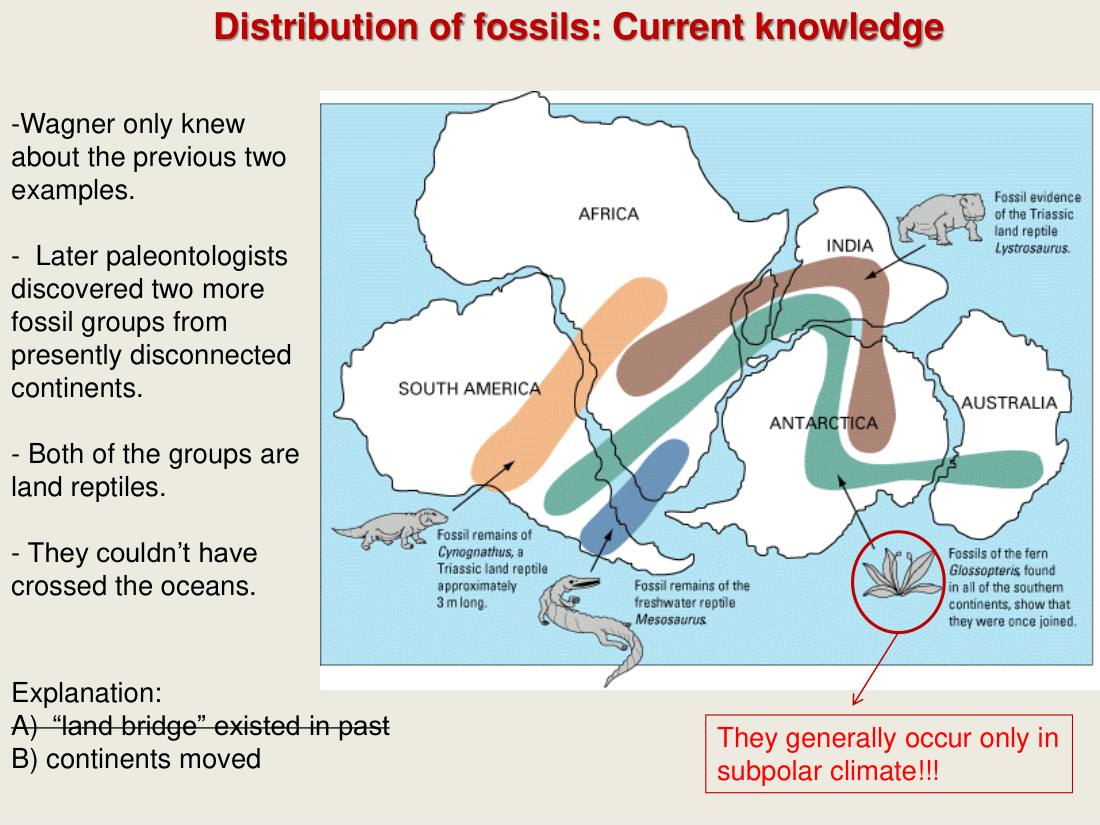 Distribution of fossils: Current knowledge
-Wagner only knew
about the previous two
examples.
-  Later paleontologists
discovered two more
fossil groups from
presently disconnected
continents.
- Both of the groups are
land reptiles.
- They couldn’t have
crossed the oceans.
Explanation:
A)  “land bridge” existed in past
B) continents moved
AFRICA
INDIA
SOUTH AMERICA
ANTARCTICA
AUSTRALIA
Fossil evidence
of the Triassic
land reptile
Lystrosaurus.
Fossil remains of
Cynognathus, a
Triassic land reptile
approximately
3 m long.
Fossil remains of the
freshwater reptile
Mesosaurus.
Fossils of the fern
Glossopteris, found
in all of the southern
continents, show that
they were once joined.
They generally occur only in
subpolar climate!!!